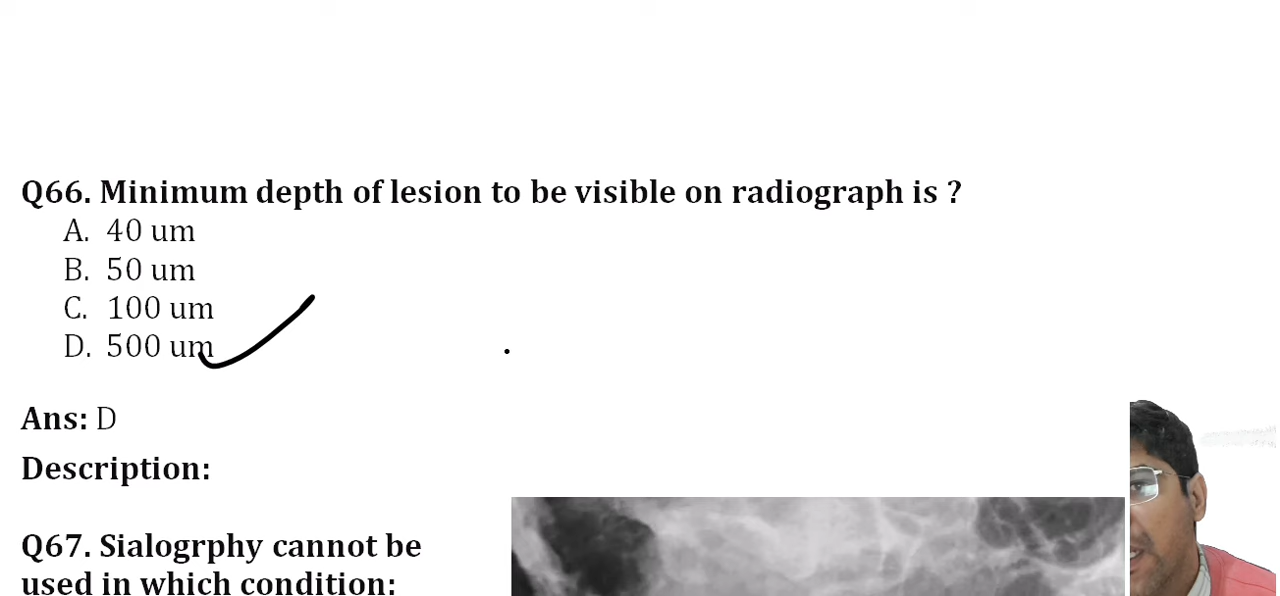 Q66. Minimum depth of lesion to be visible on radiograph is ?
A. 40 um
B. 50 um
C. 100 um
D. 500 um
Ans: D
Description:
Q67. Sialogrphy cannot be
used in which condition: